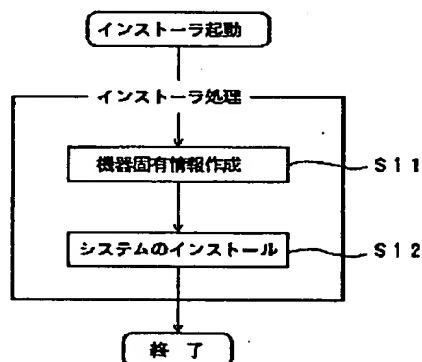 インストーラ起動
インストーラ処理
機器固有情報作成
S11
システムのインストール
S12
終 了